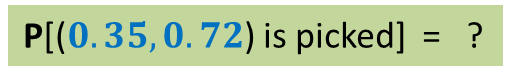 P[(0.35,0.72) is picked] = ?